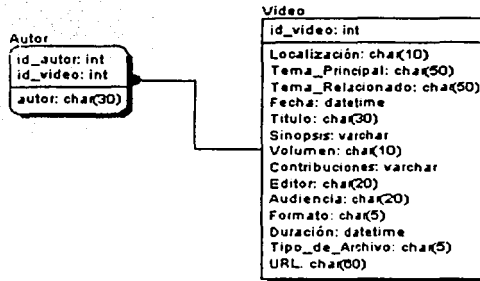 Autor
id_autor: int
id_video: int
autor: char(30)
Video
id_video: int
Localización: char(10)
Tema_Principal: char(50)
Tema_Relacionado: char(50)
Fecha: datetime
Titulo: char(30)
Sinopsis: varchar
Volumen: char(10)
Contribuciones: varchar
Editor: char(20)
Audiencia: char(20)
Formato: char(5)
Duración: datetime
Tipo_de_Archivo: char(5)
URL: char(60)